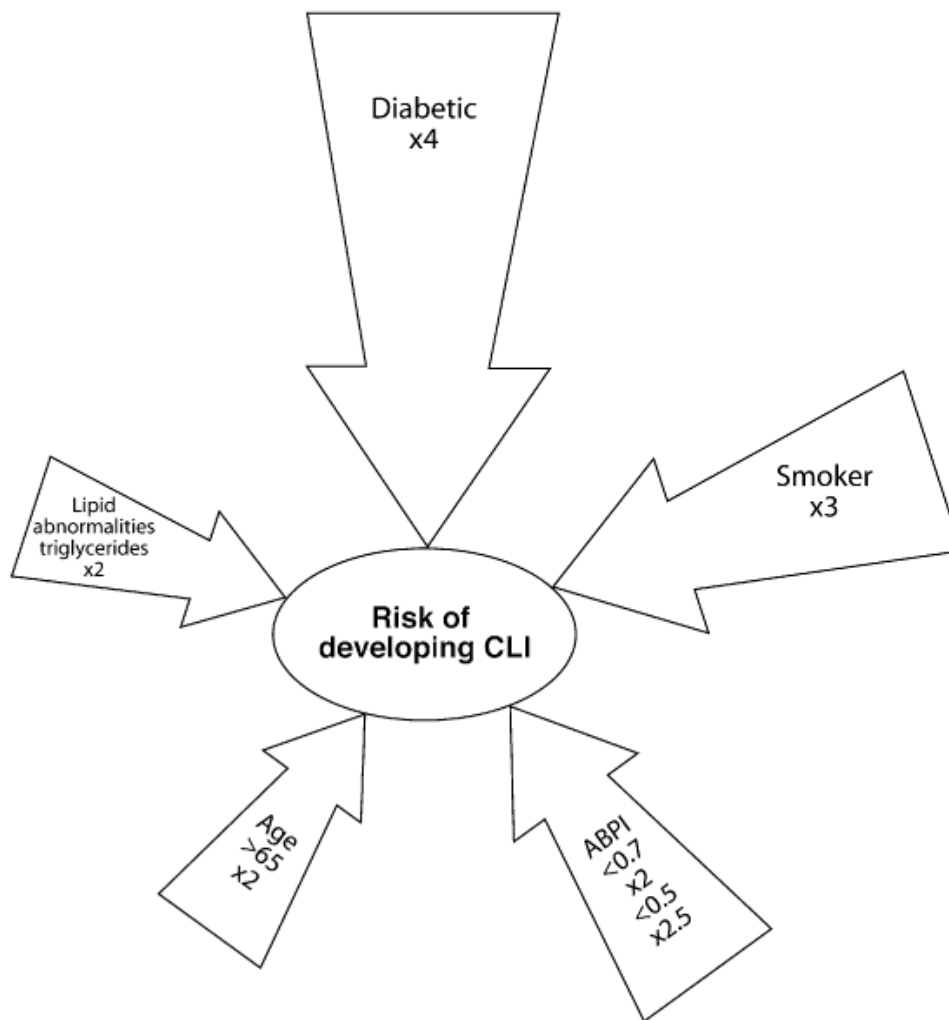 Diabetic
x4
Smoker
x3
Lipid
abnormalities
triglycerides
x2
Risk of
developing CLI
Age
>65
x2
ABPI
<0.7
x2
<0.5
x2.5